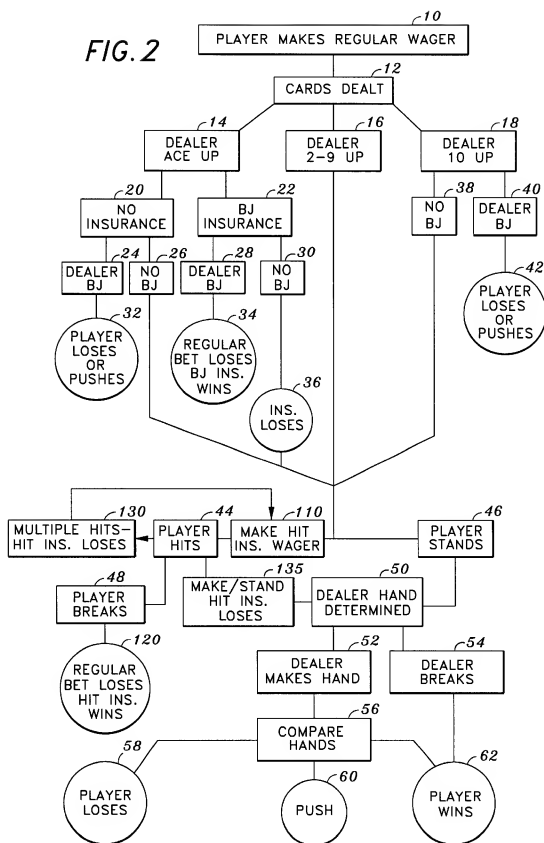 FIG. 2
10
PLAYER MAKES REGULAR WAGER
12
CARDS DEALT
14
DEALER
ACE UP
16
DEALER
2-9 UP
18
DEALER
10 UP
20
NO
INSURANCE
22
BJ
INSURANCE
38
NO
BJ
40
DEALER
BJ
24
DEALER
BJ
26
NO
BJ
28
DEALER
BJ
30
NO
BJ
32
PLAYER
LOSES
OR
PUSHES
34
REGULAR
BET LOSES
BJ INS.
WINS
36
INS.
LOSES
42
PLAYER
LOSES
OR
PUSHES
130
MULTIPLE HITS-
HIT INS. LOSES
44
PLAYER
HITS
110
MAKE HIT
INS. WAGER
46
PLAYER
STANDS
48
PLAYER
BREAKS
135
MAKE/STAND
HIT INS.
LOSES
50
DEALER HAND
DETERMINED
120
REGULAR
BET LOSES
HIT INS.
WINS
52
DEALER
MAKES HAND
54
DEALER
BREAKS
56
COMPARE
HANDS
58
PLAYER
LOSES
60
PUSH
62
PLAYER
WINS